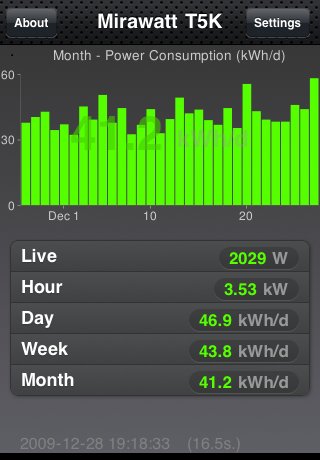 About
Mirawatt T5K
Settings
Month - Power Consumption (kWh/d)
60
30
0
41.2 kWh/d
Dec 1
10
20
Live 2029 W
Hour 3.53 kW
Day 46.9 kWh/d
Week 43.8 kWh/d
Month 41.2 kWh/d
2009-12-28 19:18:33 (16.5s.)